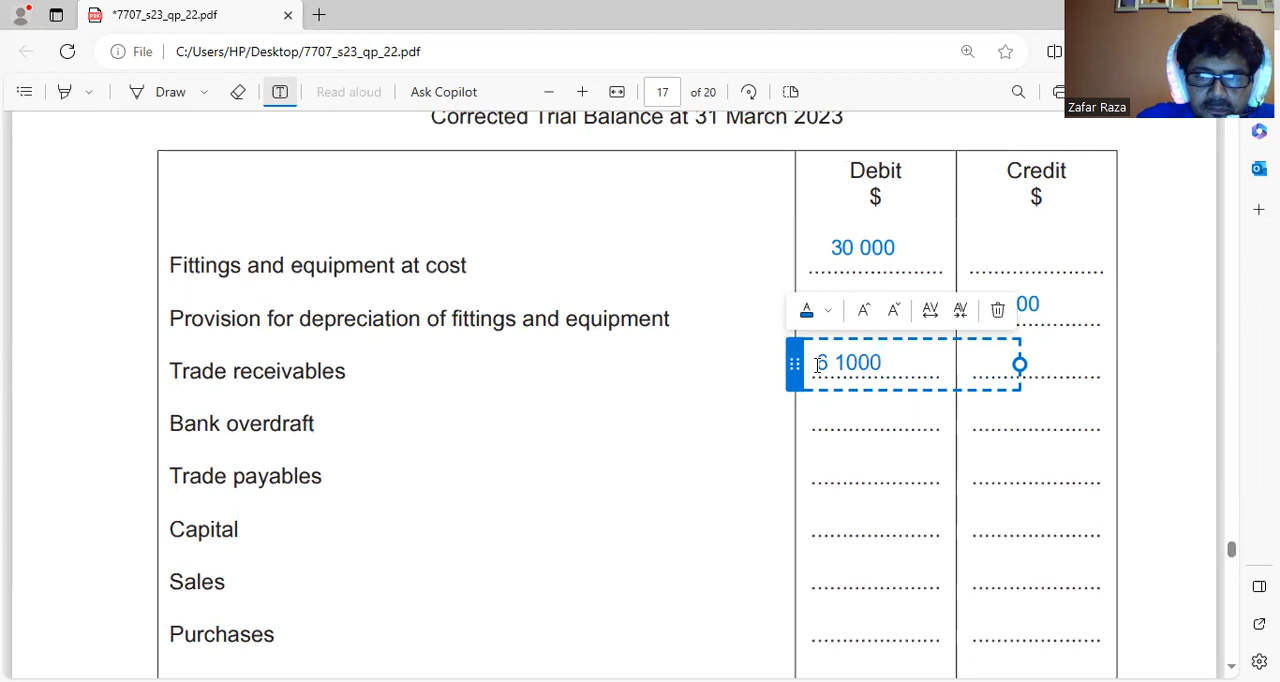 *7707_s23_qp_22.pdf
File C:/Users/HP/Desktop/7707_s23_qp_22.pdf
Draw Read aloud Ask Copilot 17 of 20
Zafar Raza
Corrected Trial Balance at 31 March 2023
Debit Credit
$ $
30 000
Fittings and equipment at cost
00
Provision for depreciation of fittings and equipment
6 1000
Trade receivables
Bank overdraft
Trade payables
Capital
Sales
Purchases